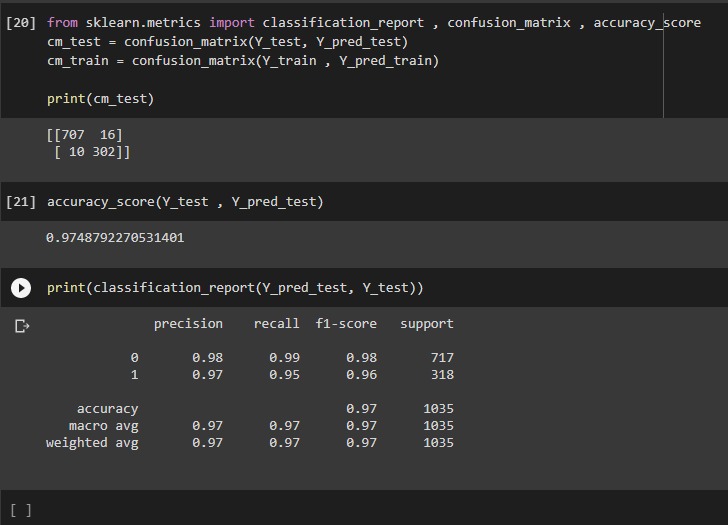 [20] from sklearn.metrics import classification_report , confusion_matrix , accuracy_score
cm_test = confusion_matrix(Y_test, Y_pred_test)
cm_train = confusion_matrix(Y_train , Y_pred_train)
print(cm_test)
[[707 16]
[ 10 302]]
[21] accuracy_score(Y_test , Y_pred_test)
0.9748792270531401
print(classification_report(Y_pred_test, Y_test))
precision recall f1-score support
0 0.98 0.99 0.98 717
1 0.97 0.95 0.96 318
accuracy 0.97 1035
macro avg 0.97 0.97 0.97 1035
weighted avg 0.97 0.97 0.97 1035
[ ]